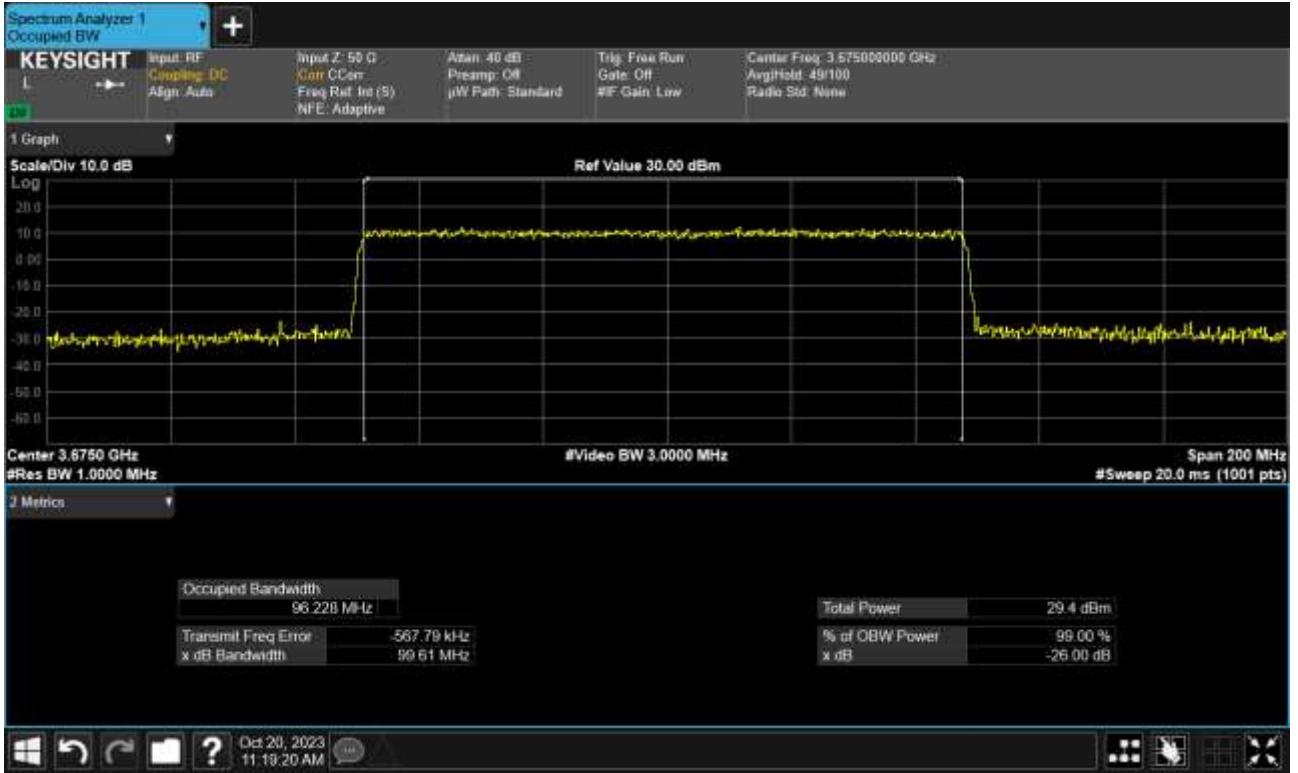 Spectrum Analyzer 1
Occupied BW
KEYSIGHT
L
Input: RF
Coupling: DC
Align: Auto
Input Z: 50 Ω
Corr CCorr
Freq Ref: Int (S)
NFE: Adaptive
Atten: 40 dB
Preamp: Off
µW Path: Standard
Trig: Free Run
Gate: Off
#IF Gain: Low
Center Freq: 3.675000000 GHz
Avg|Hold: 49/100
Radio Std: None
1 Graph
Scale/Div 10.0 dB
Ref Value 30.00 dBm
Log
20.0
10.0
0.00
-10.0
-20.0
-30.0
-40.0
-50.0
-60.0
Center 3.6750 GHz
#Video BW 3.0000 MHz
Span 200 MHz
#Res BW 1.0000 MHz
#Sweep 20.0 ms (1001 pts)
2 Metrics
Occupied Bandwidth
96.228 MHz
Total Power 29.4 dBm
Transmit Freq Error -567.79 kHz
% of OBW Power 99.00 %
x dB Bandwidth 99.61 MHz
x dB -26.00 dB
?
Oct 20, 2023
11:19:20 AM